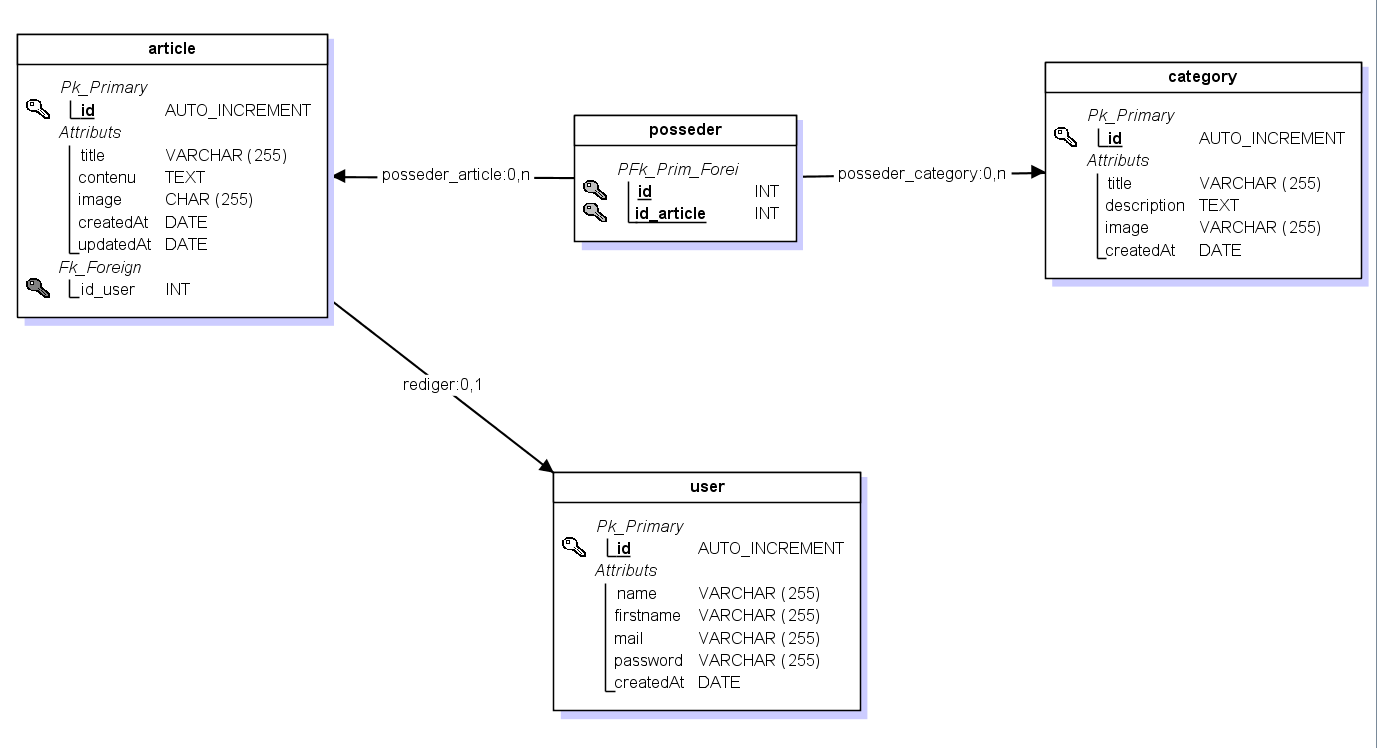 article
Pk_Primary
id AUTO_INCREMENT
Attributs
title VARCHAR (255)
contenu TEXT
image CHAR (255)
createdAt DATE
updatedAt DATE
Fk_Foreign
id_user INT
posseder_article:0,n
posseder
PFk_Prim_Forei
id INT
id_article INT
posseder_category:0,n
category
Pk_Primary
id AUTO_INCREMENT
Attributs
title VARCHAR (255)
description TEXT
image VARCHAR (255)
createdAt DATE
rediger:0,1
user
Pk_Primary
id AUTO_INCREMENT
Attributs
name VARCHAR (255)
firstname VARCHAR (255)
mail VARCHAR (255)
password VARCHAR (255)
createdAt DATE